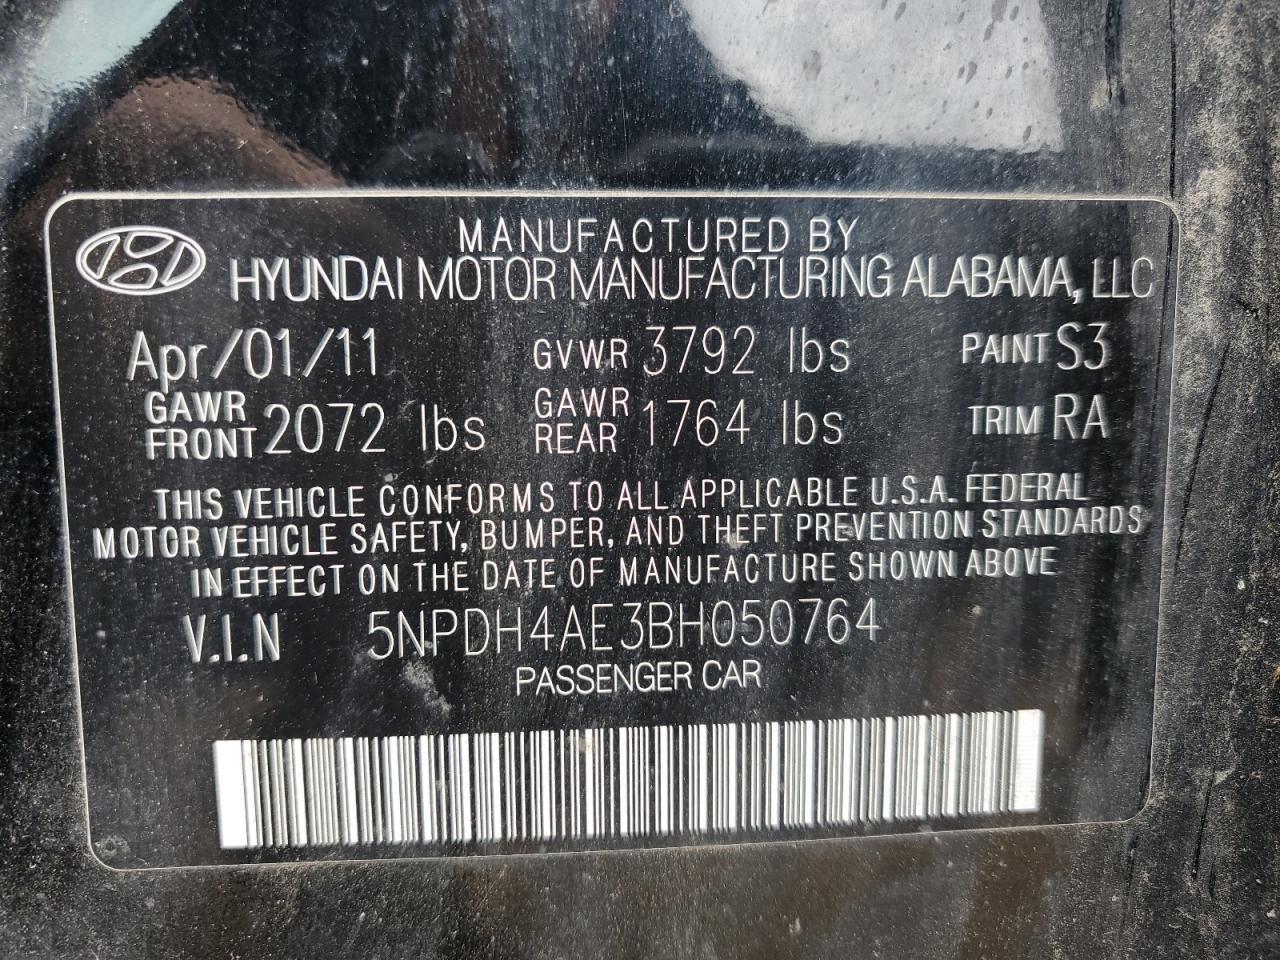 MANUFACTURED BY
HYUNDAI MOTOR MANUFACTURING ALABAMA, LLC
Apr/01/11 GVWR 3792 lbs PAINT S3
GAWR FRONT 2072 lbs GAWR REAR 1764 lbs TRIM RA
THIS VEHICLE CONFORMS TO ALL APPLICABLE U.S.A. FEDERAL
MOTOR VEHICLE SAFETY, BUMPER, AND THEFT PREVENTION STANDARDS
IN EFFECT ON THE DATE OF MANUFACTURE SHOWN ABOVE
V.I.N 5NPDH4AE3BH050764
PASSENGER CAR